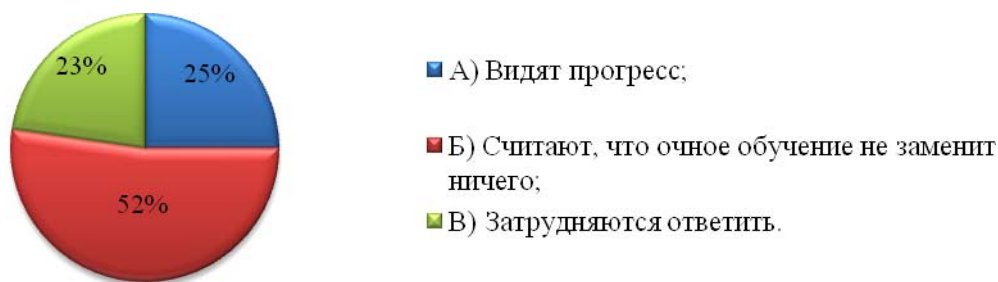 23%
25%
52%
А) Видят прогресс;
Б) Считают, что очное обучение не заменит
ничего;
В) Затрудняются ответить.